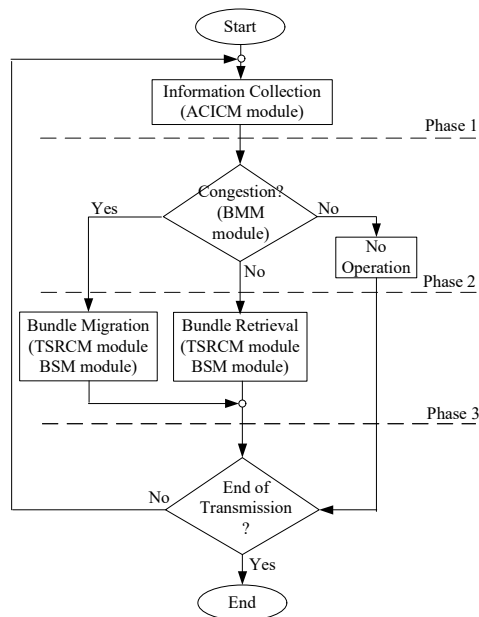 Start
Information Collection
(ACICM module)
Phase 1
Congestion?
(BMM
module)
Yes
No
No
No
Operation
Phase 2
Bundle Migration
(TSRCM module
BSM module)
Bundle Retrieval
(TSRCM module
BSM module)
Phase 3
No
End of
Transmission
?
Yes
End